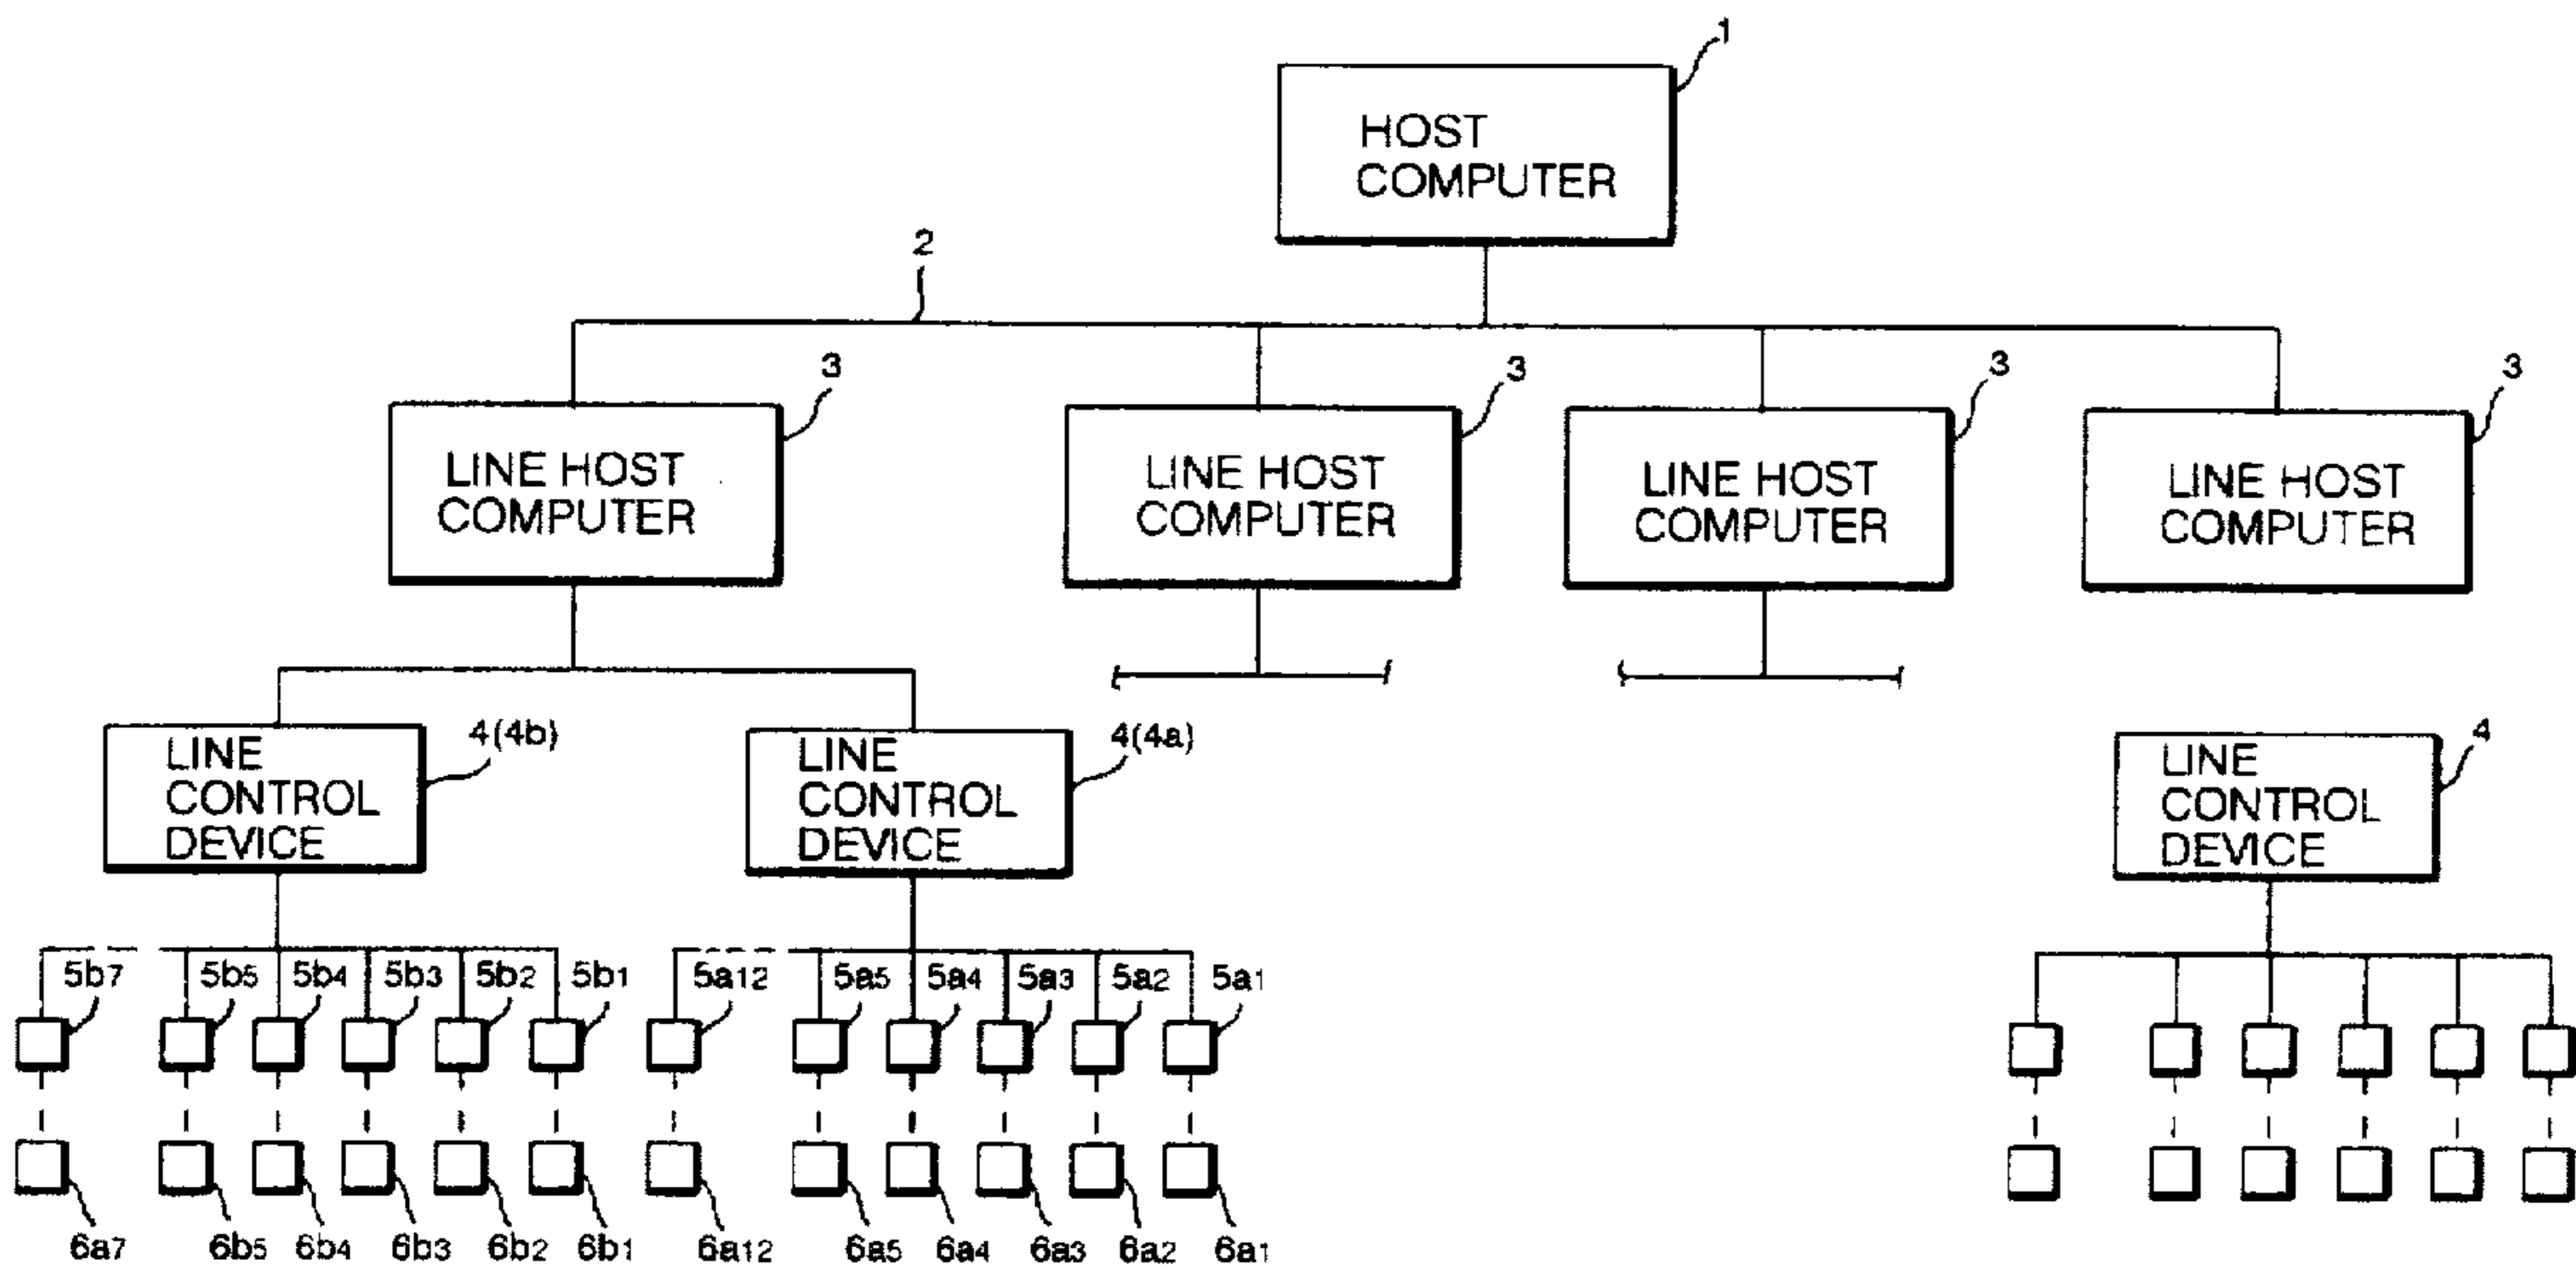 1
HOST
COMPUTER
2
3
3
3
3
LINE HOST
COMPUTER
LINE HOST
COMPUTER
LINE HOST
COMPUTER
LINE HOST
COMPUTER
4(4b)
4(4a)
4
LINE
CONTROL
DEVICE
LINE
CONTROL
DEVICE
LINE
CONTROL
DEVICE
5b7 5b5 5b4 5b3 5b2 5b1 5a12 5a5 5a4 5a3 5a2 5a1
6a7 6b5 6b4 6b3 6b2 6b1 6a12 6a5 6a4 6a3 6a2 6a1